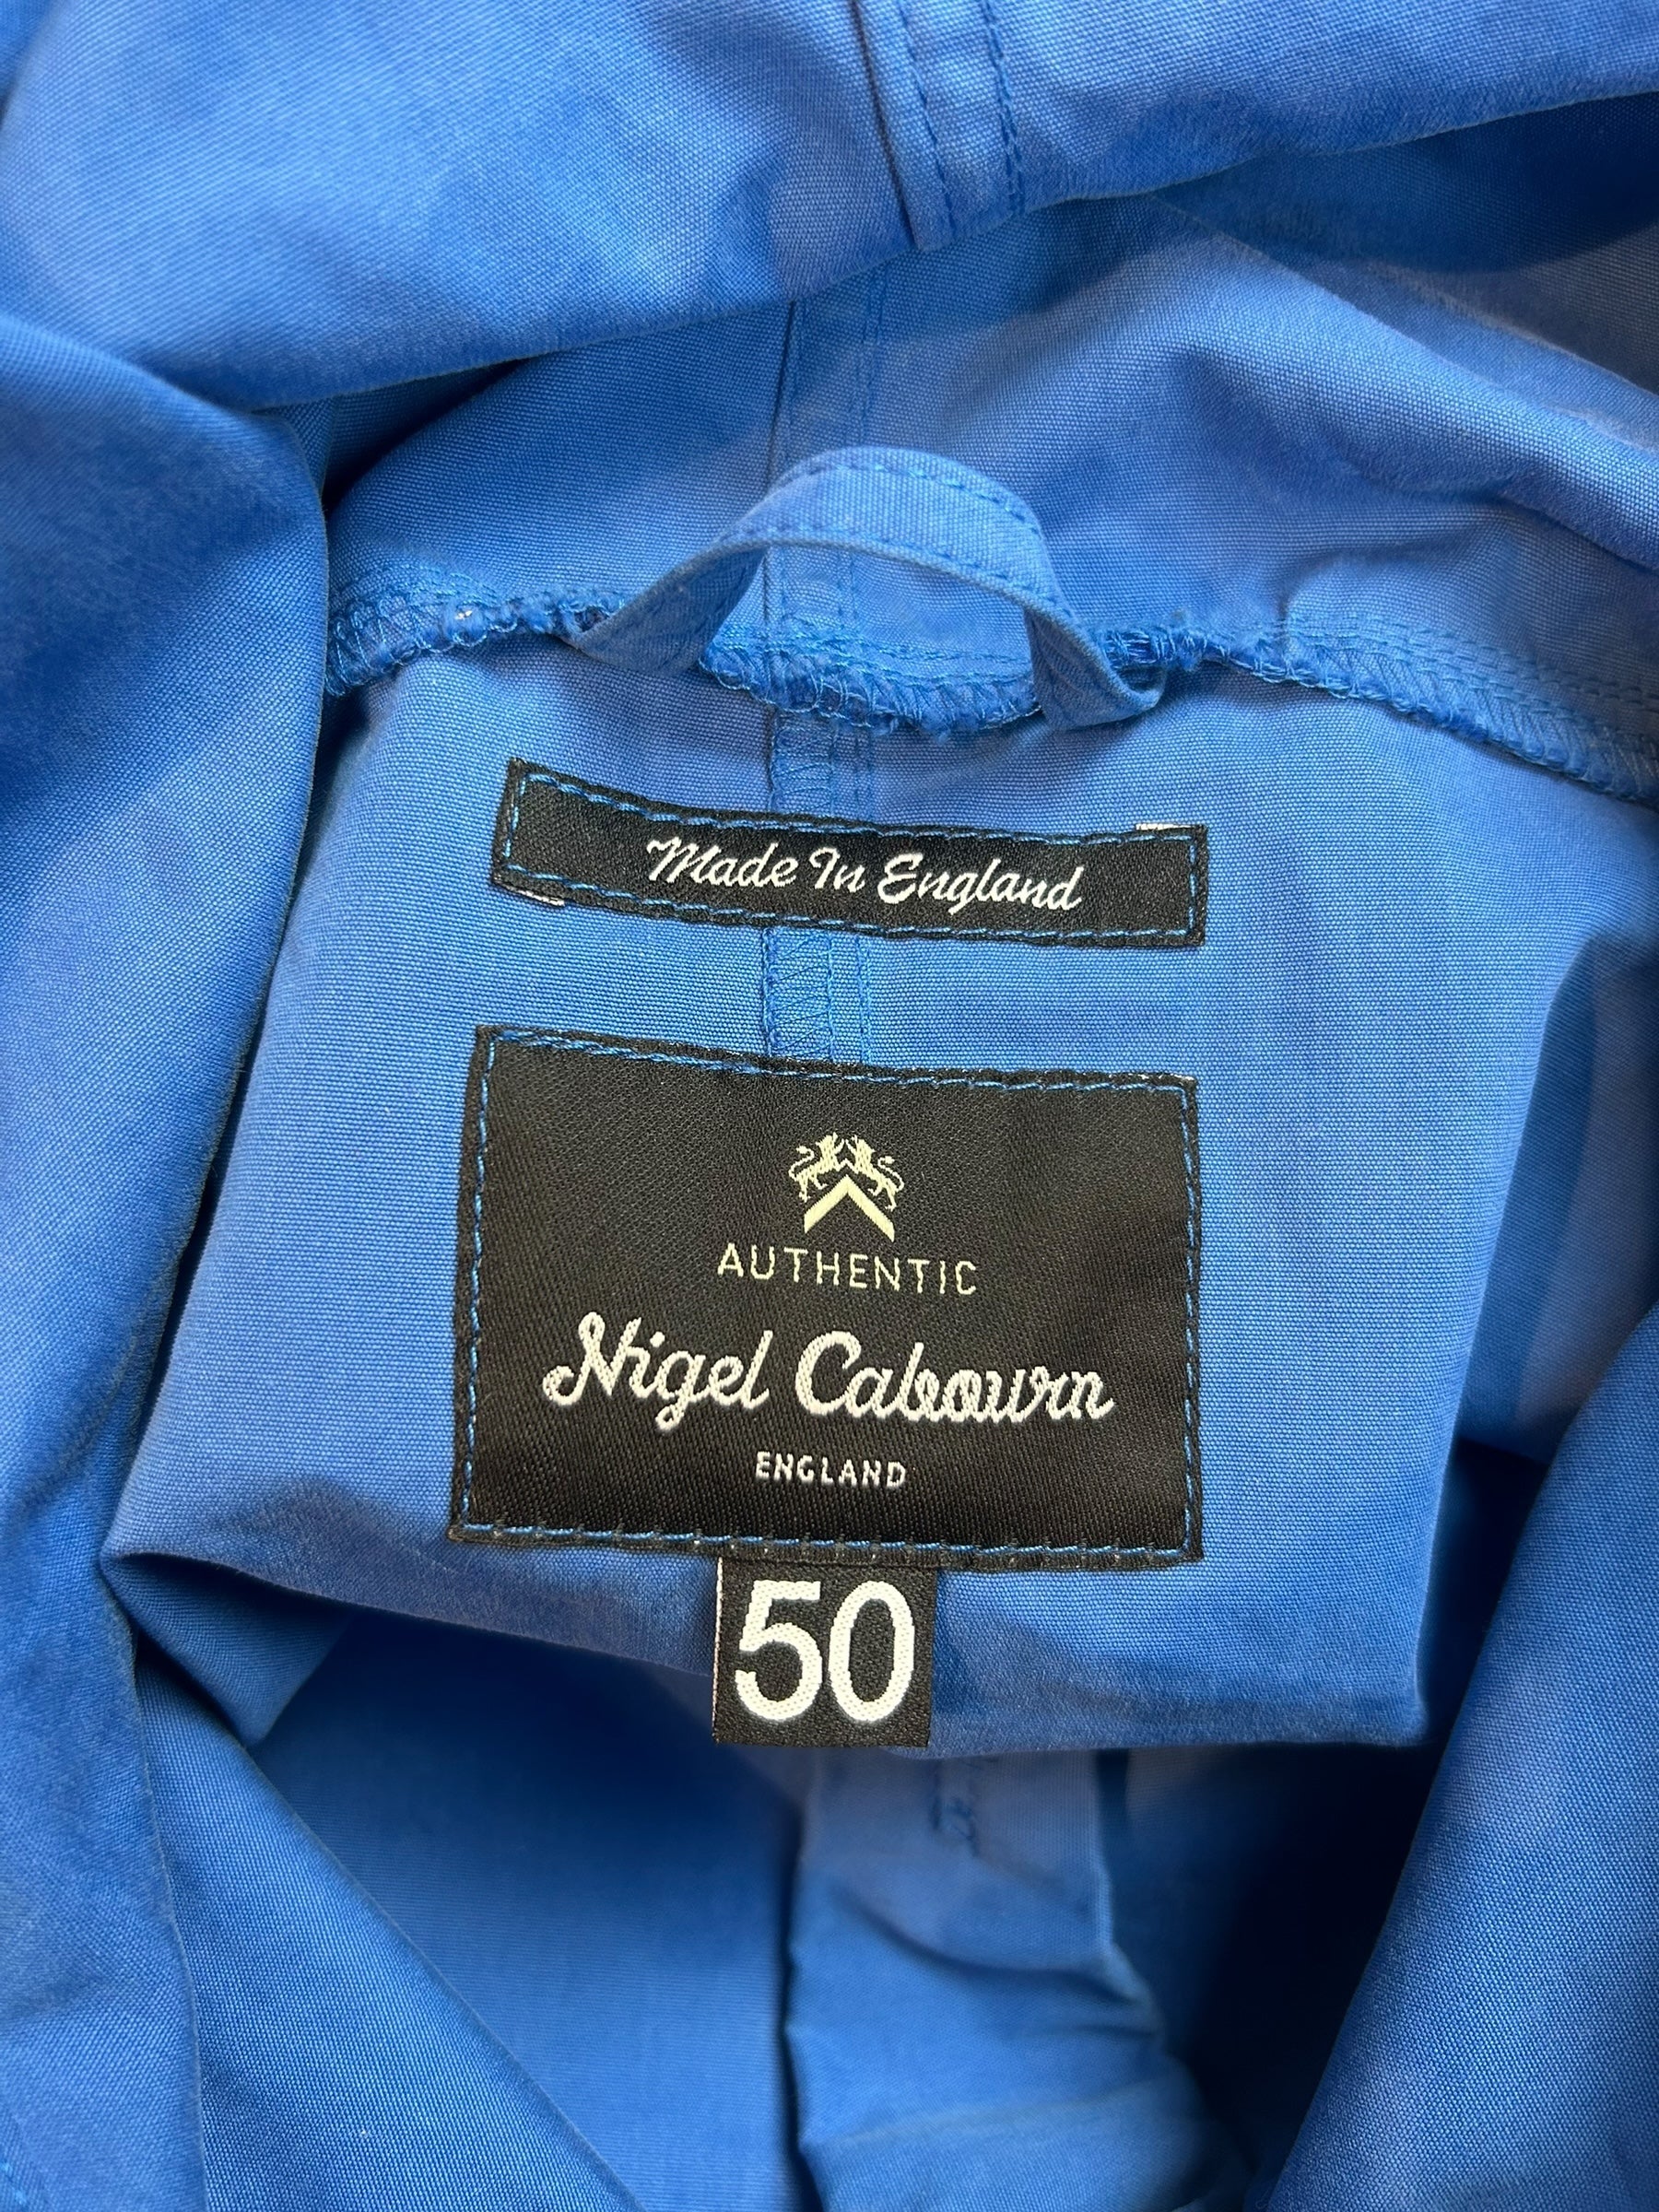 Made In England
AUTHENTIC
Nigel Cabourn
ENGLAND
50